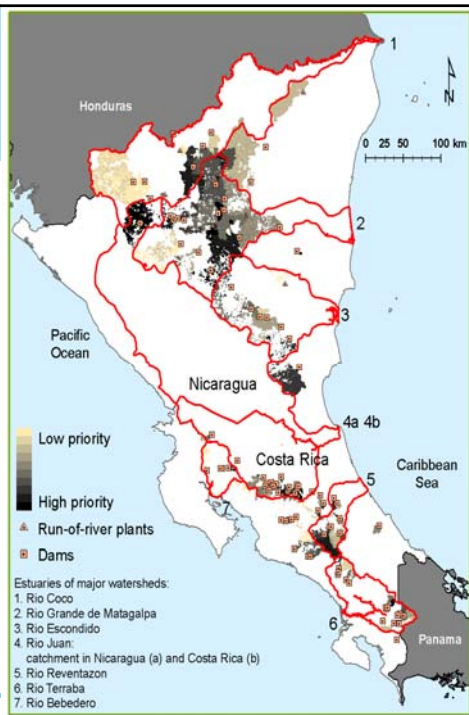 1
Honduras
N
0 25 50 100 km
2
Pacific
Ocean
3
Nicaragua
4a 4b
Low priority
Costa Rica
Caribbean
Sea
5
High priority
7
Run-of-river plants
Dams
Estuaries of major watersheds:
1. Rio Coco
2. Rio Grande de Matagalpa
3. Rio Escondido
4. Rio Juan:
catchment in Nicaragua (a) and Costa Rica (b)
5. Rio Reventazon
6. Rio Terraba
7. Rio Bebedero
6
Panama